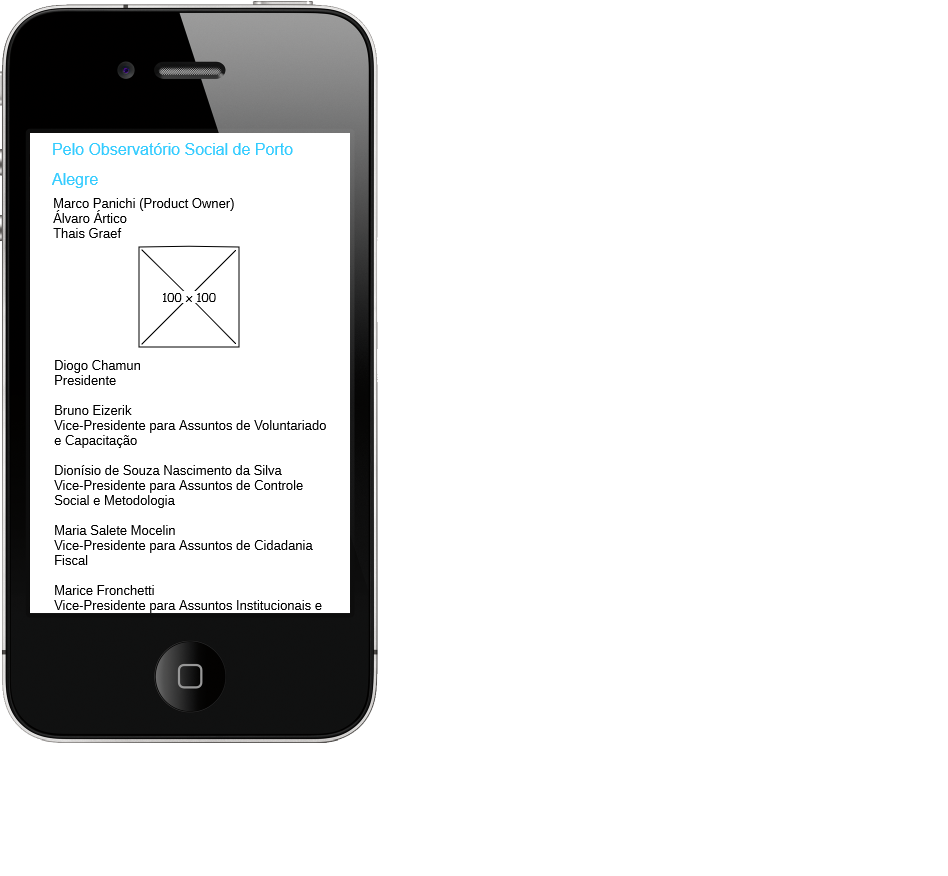 Pelo Observatório Social de Porto
Alegre
Marco Panichi (Product Owner)
Álvaro Ártico
Thais Graef
100 x 100
Diogo Chamun
Presidente
Bruno Eizerik
Vice-Presidente para Assuntos de Voluntariado
e Capacitação
Dionísio de Souza Nascimento da Silva
Vice-Presidente para Assuntos de Controle
Social e Metodologia
Maria Salete Mocelin
Vice-Presidente para Assuntos de Cidadania
Fiscal
Marice Fronchetti
Vice-Presidente para Assuntos Institucionais e